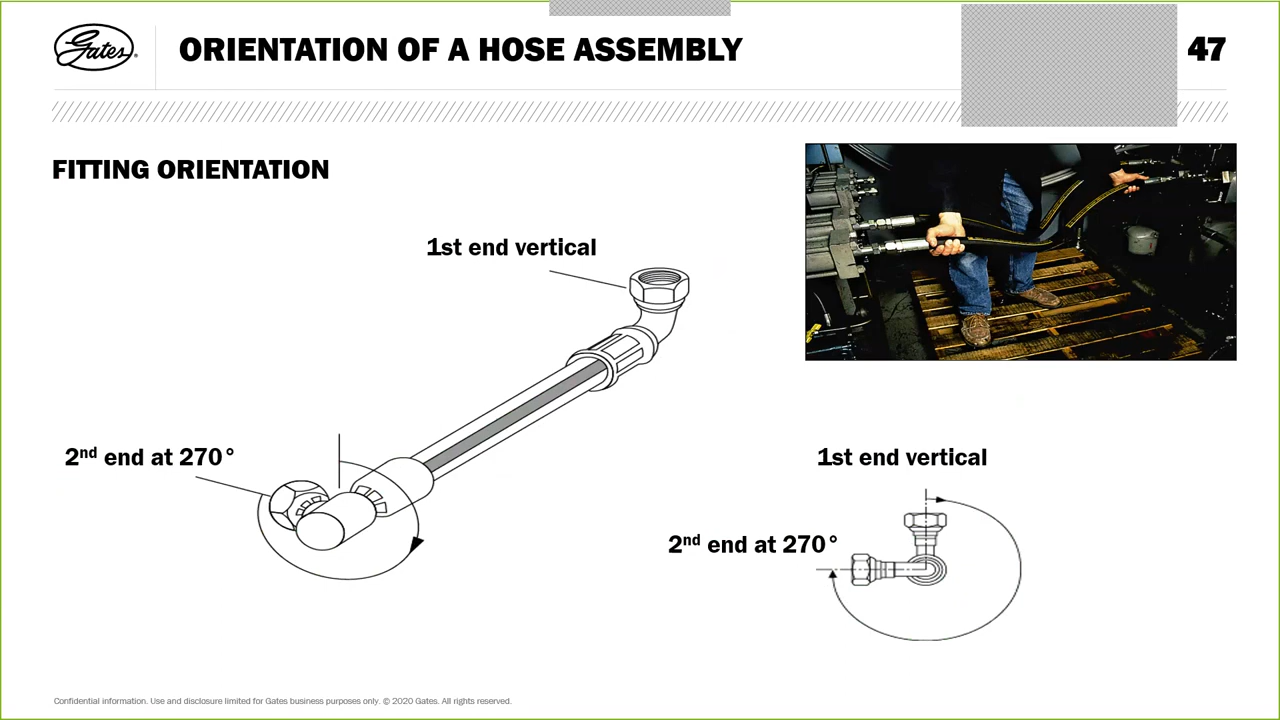 Gates
ORIENTATION OF A HOSE ASSEMBLY
47
FITTING ORIENTATION
1st end vertical
2nd end at 270°
1st end vertical
2nd end at 270°
Confidential information. Use and disclosure limited for Gates business purposes only. © 2020 Gates. All rights reserved.